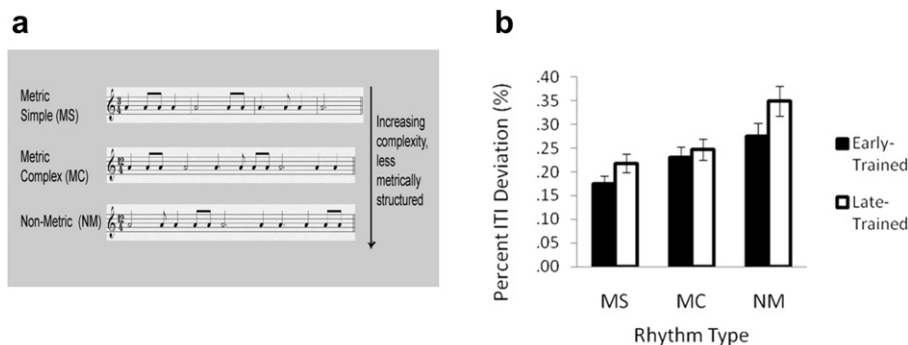 a
Metric
Simple (MS)
Metric
Complex (MC)
Non-Metric (NM)
Increasing
complexity,
less
metrically
structured
b
Percent ITI Deviation (%)
.40
.35
.30
.25
.20
.15
.10
.05
.00
MS MC NM
Rhythm Type
Early-
Trained
Late-
Trained